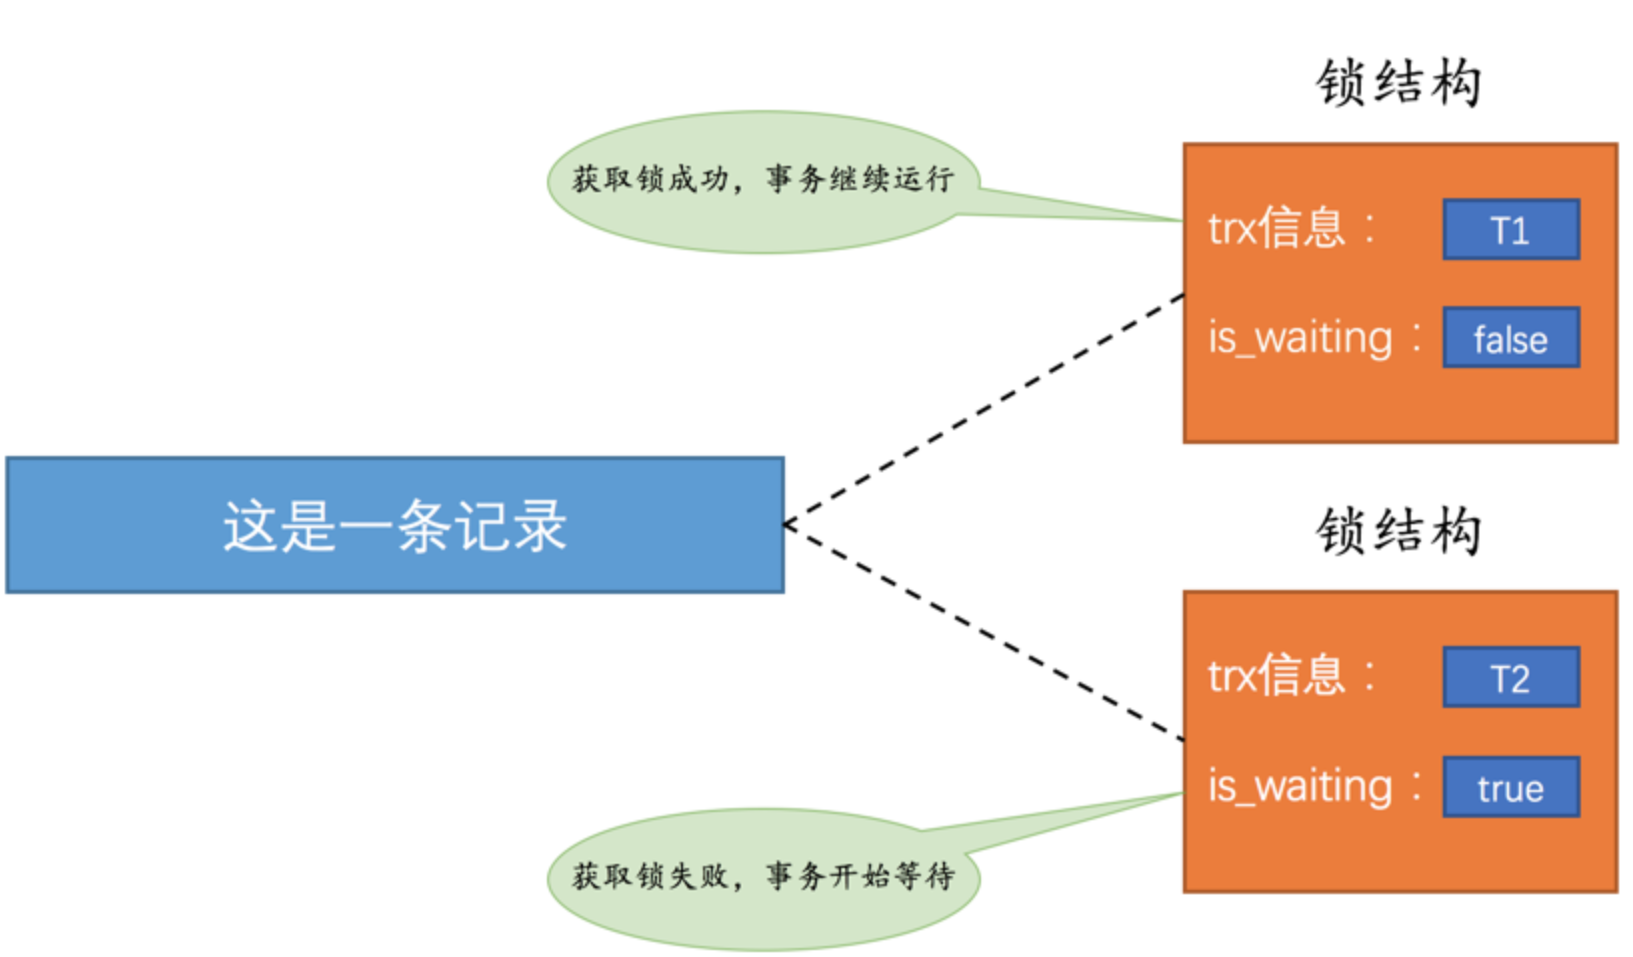 锁结构
获取锁成功，事务继续运行
trx信息：
T1
is_waiting：
false
这是一条记录
锁结构
trx信息：
T2
is_waiting：
true
获取锁失败，事务开始等待